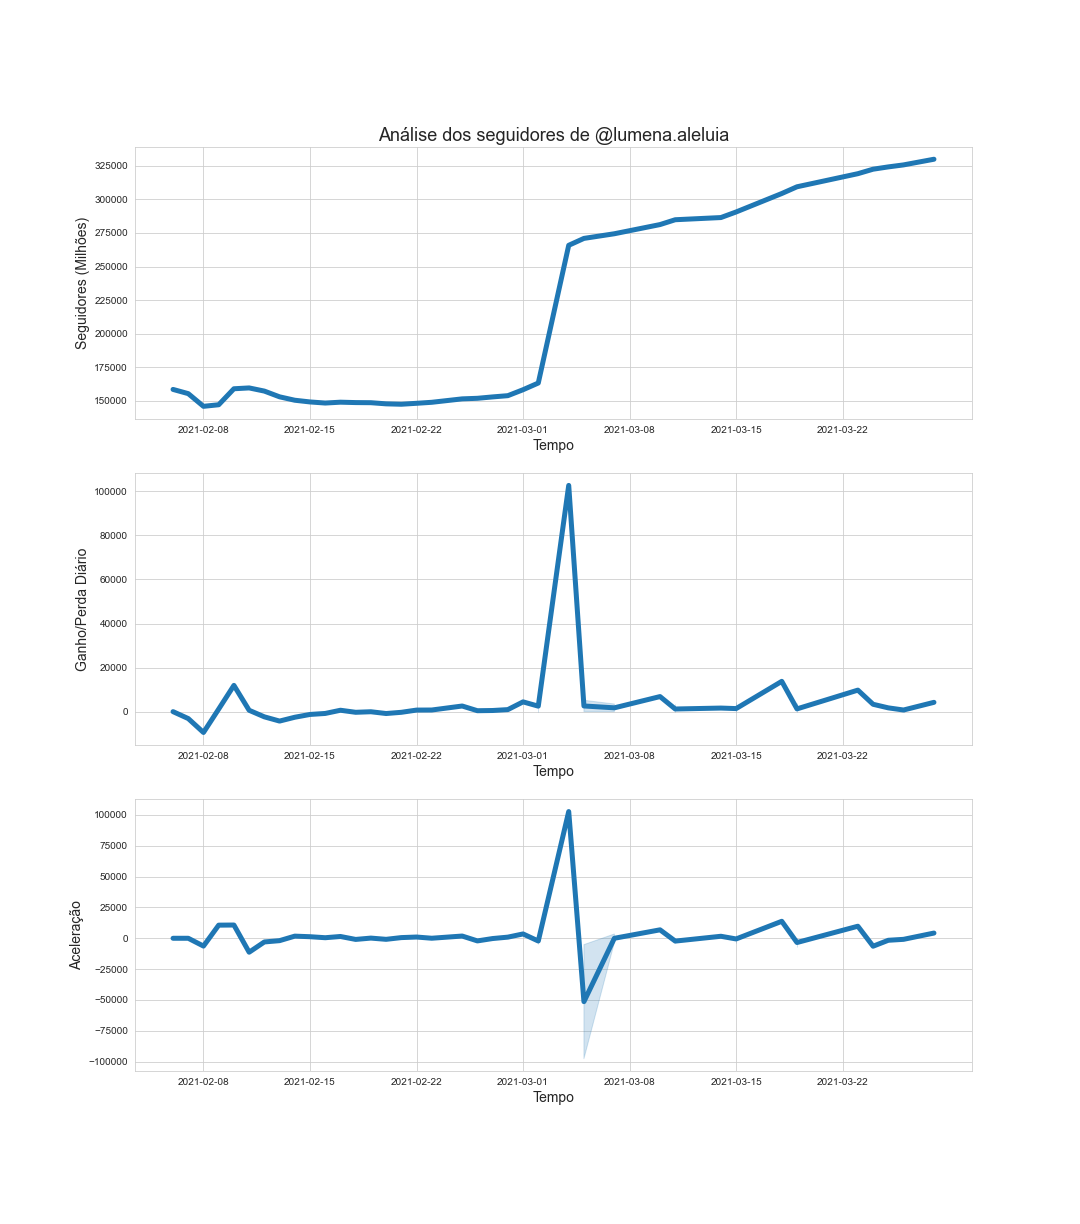 Análise dos seguidores de @lumena.aleluia
Seguidores (Milhões)
325000
300000
275000
250000
225000
200000
175000
150000
2021-02-08 2021-02-15 2021-02-22 2021-03-01 2021-03-08 2021-03-15 2021-03-22
Tempo
Ganho/Perda Diário
100000
80000
60000
40000
20000
0
2021-02-08 2021-02-15 2021-02-22 2021-03-01 2021-03-08 2021-03-15 2021-03-22
Tempo
Aceleração
100000
75000
50000
25000
0
−25000
−50000
−75000
−100000
2021-02-08 2021-02-15 2021-02-22 2021-03-01 2021-03-08 2021-03-15 2021-03-22
Tempo